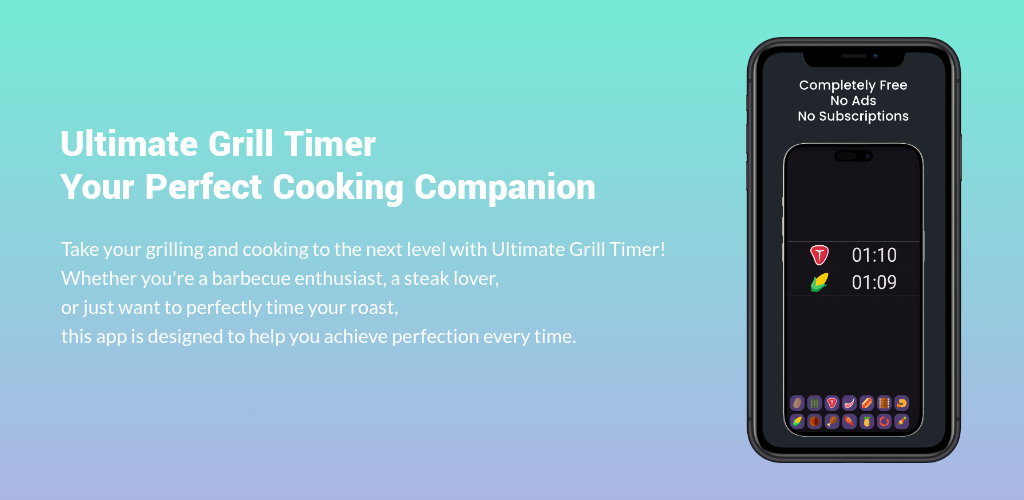 Ultimate Grill Timer
Your Perfect Cooking Companion
Take your grilling and cooking to the next level with Ultimate Grill Timer!
Whether you're a barbecue enthusiast, a steak lover,
or just want to perfectly time your roast,
this app is designed to help you achieve perfection every time.
Completely Free
No Ads
No Subscriptions
01:10
01:09